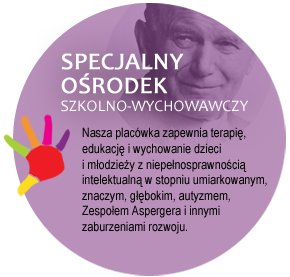 SPECJALNY
OŚRODEK
SZKOLNO-WYCHOWAWCZY
Nasza placówka zapewnia terapię,
edukację i wychowanie dzieci
i młodzieży z niepełnosprawnością
intelektualną w stopniu umiarkowanym,
znacznym, głębokim, autyzmem,
Zespołem Aspergera i innymi
zaburzeniami rozwoju.